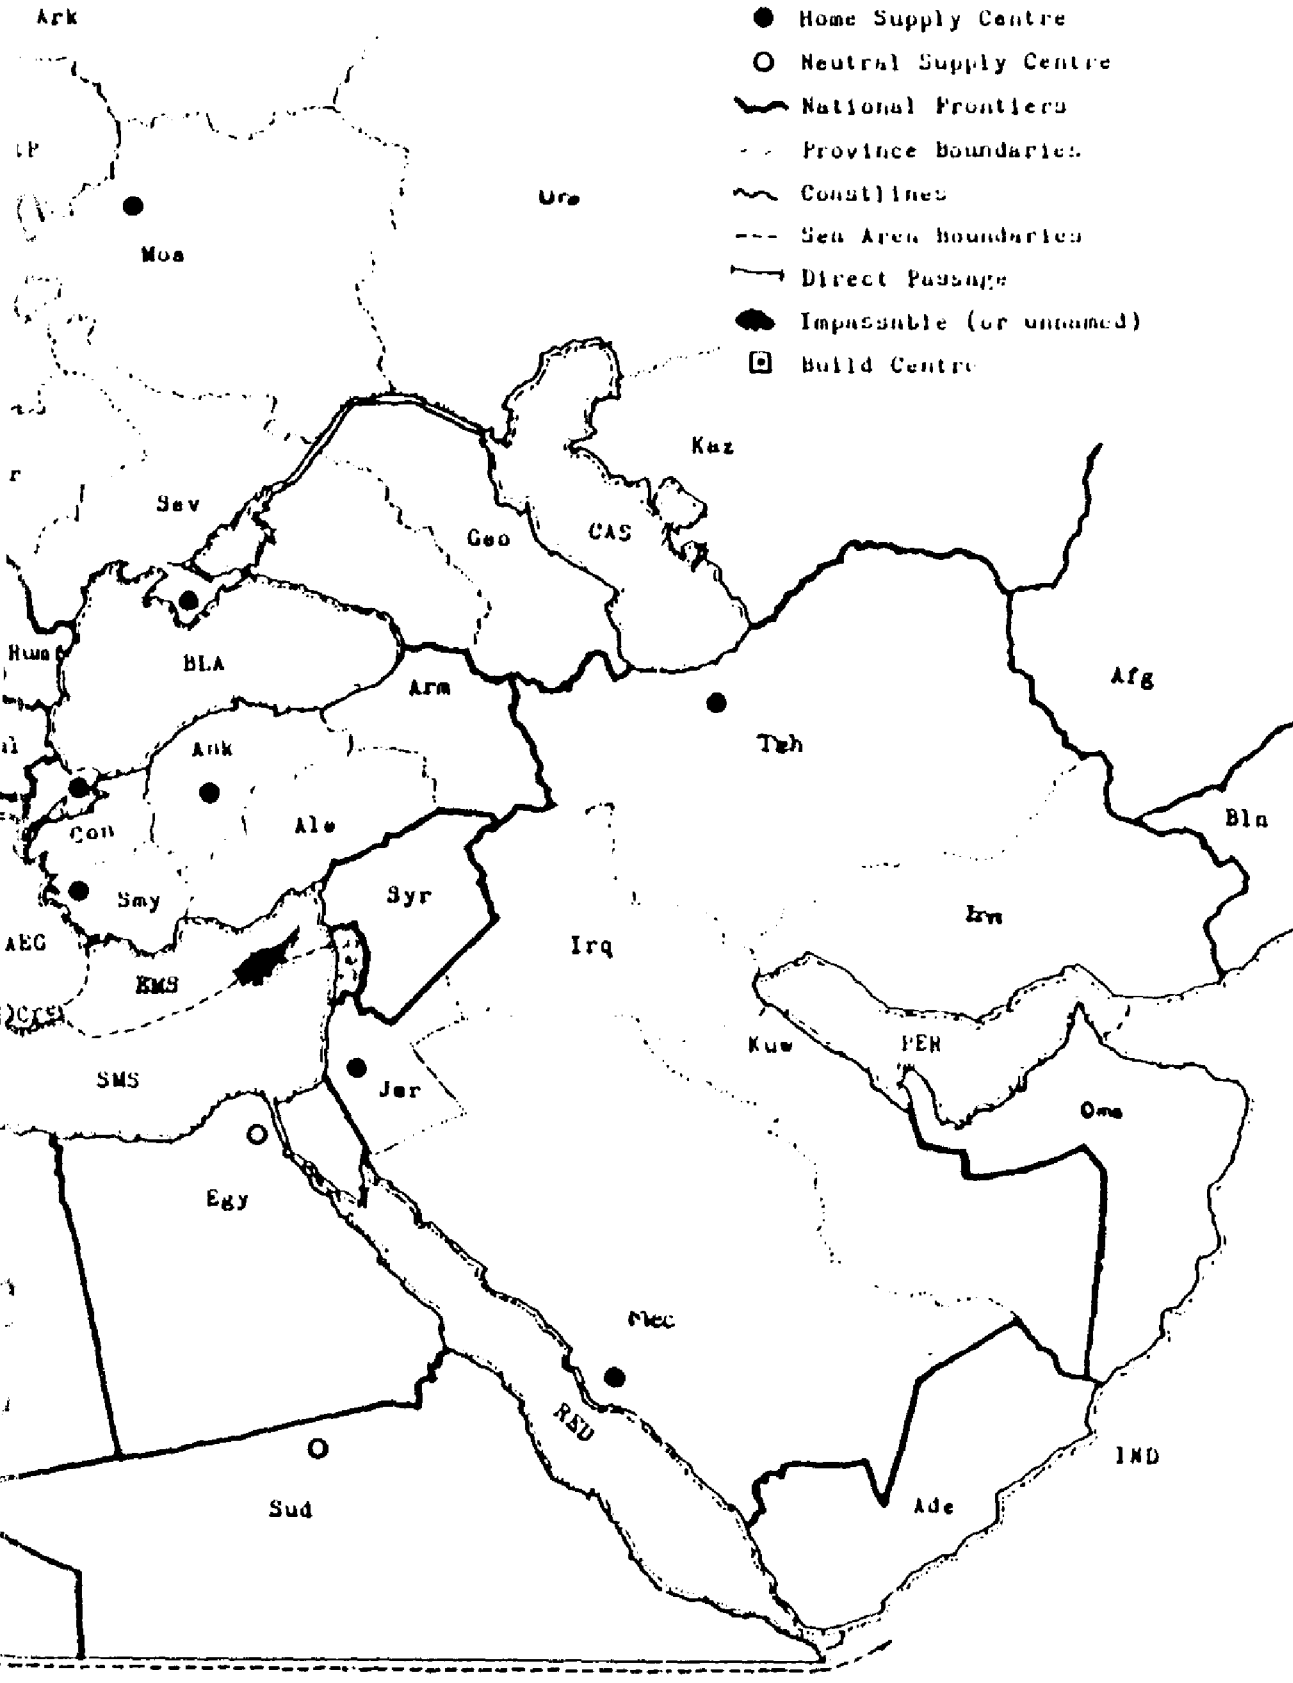 Ark
Home Supply Centre
Neutral Supply Centre
National Frontiers
Province Boundaries
Coastlines
Ura
Sea Area Boundaries
Mos
Direct Passage
Impassable (or unnamed)
Build Centre
Kaz
Sev
Geo
CAS
Rum
BLA
Arm
Afg
Ank
Teh
Con
Ale
Bln
Smy
Syr
Irn
AEG
Irq
EMS
Kuw
PER
SMS
Jer
Oma
Egy
Mec
RED
IND
Sud
Ade